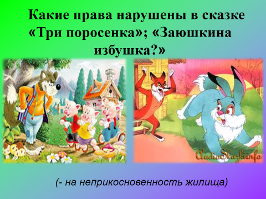 Какие права нарушены в сказке
«Три поросенка»; «Заюшкина
избушка?»
(- на неприкосновенность жилища)